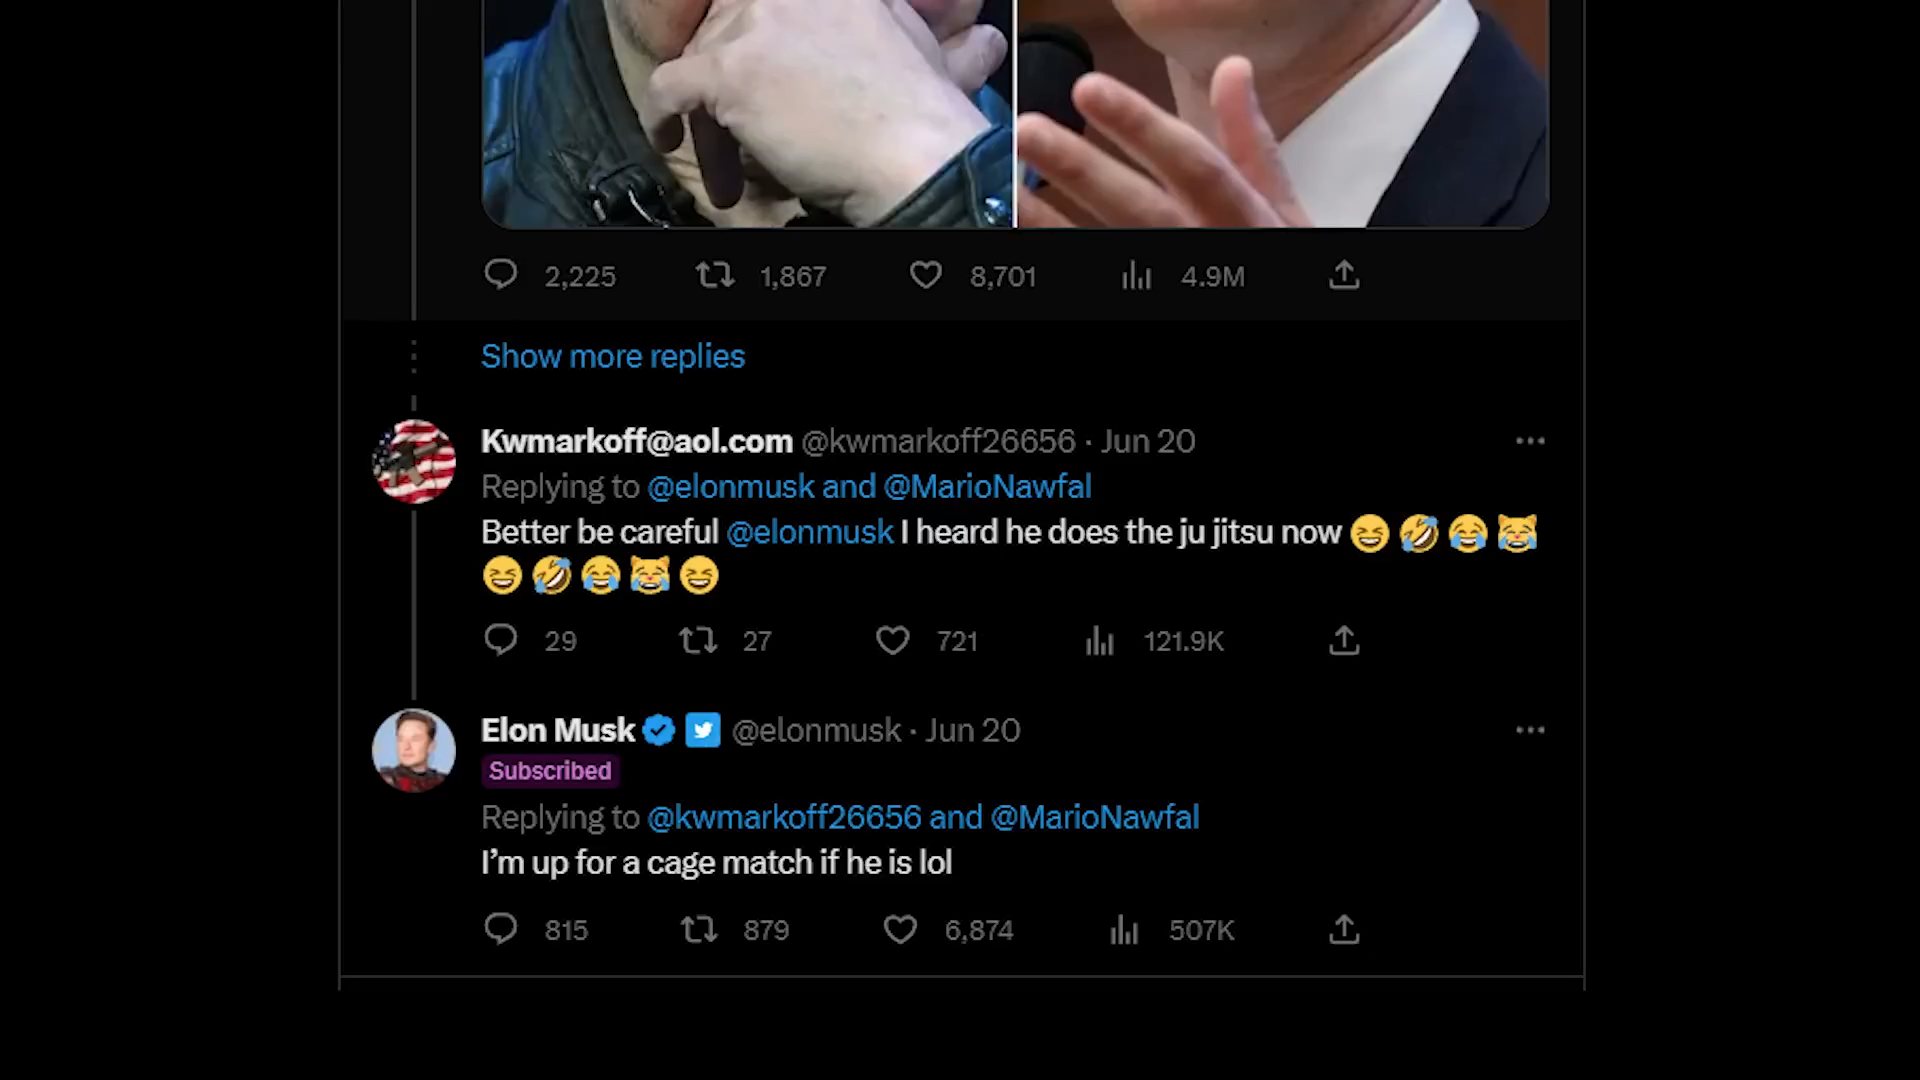 2,225 1,867 8,701 4.9M
Show more replies
Kwmarkoff@aol.com @kwmarkoff26656 · Jun 20
Replying to @elonmusk and @MarioNawfal
Better be careful @elonmusk I heard he does the ju jitsu now 😆 🤣 😂 😹
😆 🤣 😂 😹 😆
29 27 721 121.9K
Elon Musk @elonmusk · Jun 20
Subscribed
Replying to @kwmarkoff26656 and @MarioNawfal
I’m up for a cage match if he is lol
815 879 6,874 507K